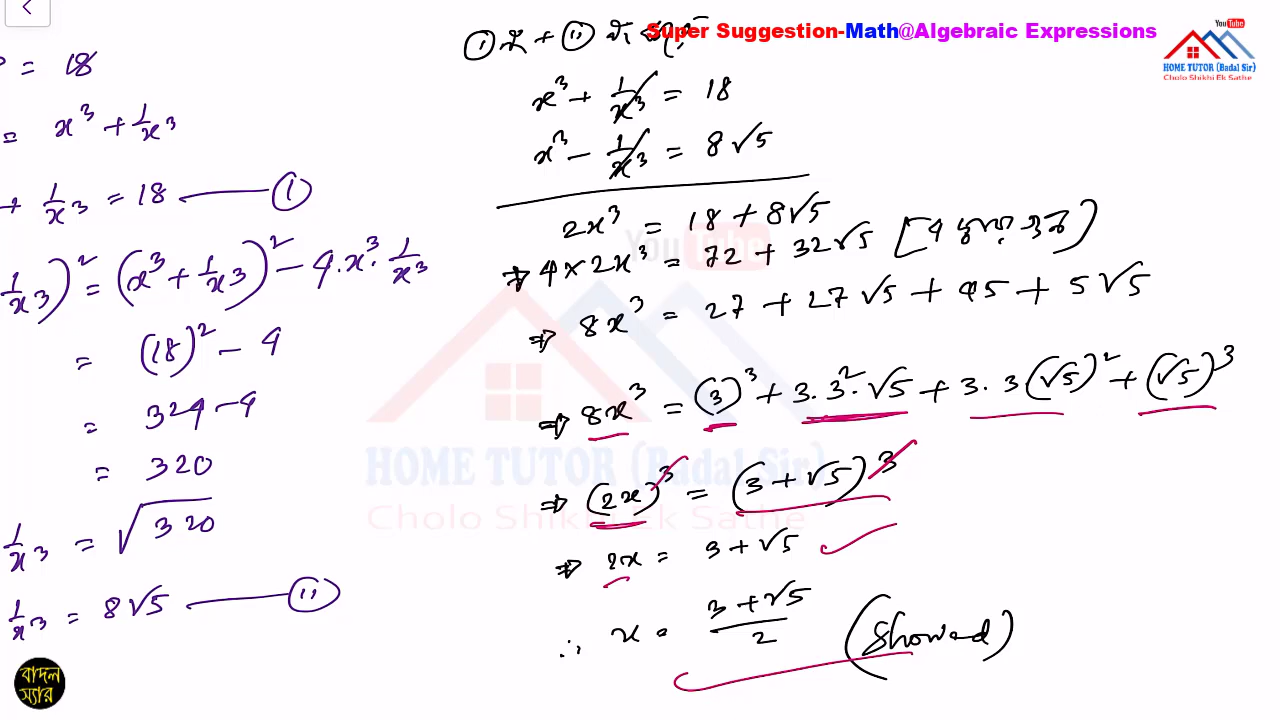 Super Suggestion-Math@Algebraic Expressions
YouTube
HOME TUTOR (Badal Sir)
Cholo Shikhi Ek Sathe
= 18
= x³ + 1/x³
+ 1/x³ = 18 ——— (i)
1/x³)² = (x³ + 1/x³)² − 4.x³.1/x³
= (18)² − 4
= 324 − 4
= 320
1/x³ = √320
1/x³ = 8√5 ——— (ii)
বাদল
স্যার
x³ + 1/x³ = 18
x³ − 1/x³ = 8√5
2x³ = 18 + 8√5
⇒ 4 × 2x³ = 72 + 32√5
⇒ 8x³ = 27 + 27√5 + 45 + 5√5
⇒ 8x³ = (3)³ + 3.3².√5 + 3.3(√5)² + (√5)³
⇒ (2x)³ = (3 + √5)³
⇒ 2x = 3 + √5
∴ x = 3 + √5/2 (Showed)
YouTube
HOME TUTOR (Badal Sir)
Cholo Shikhi Ek Sathe